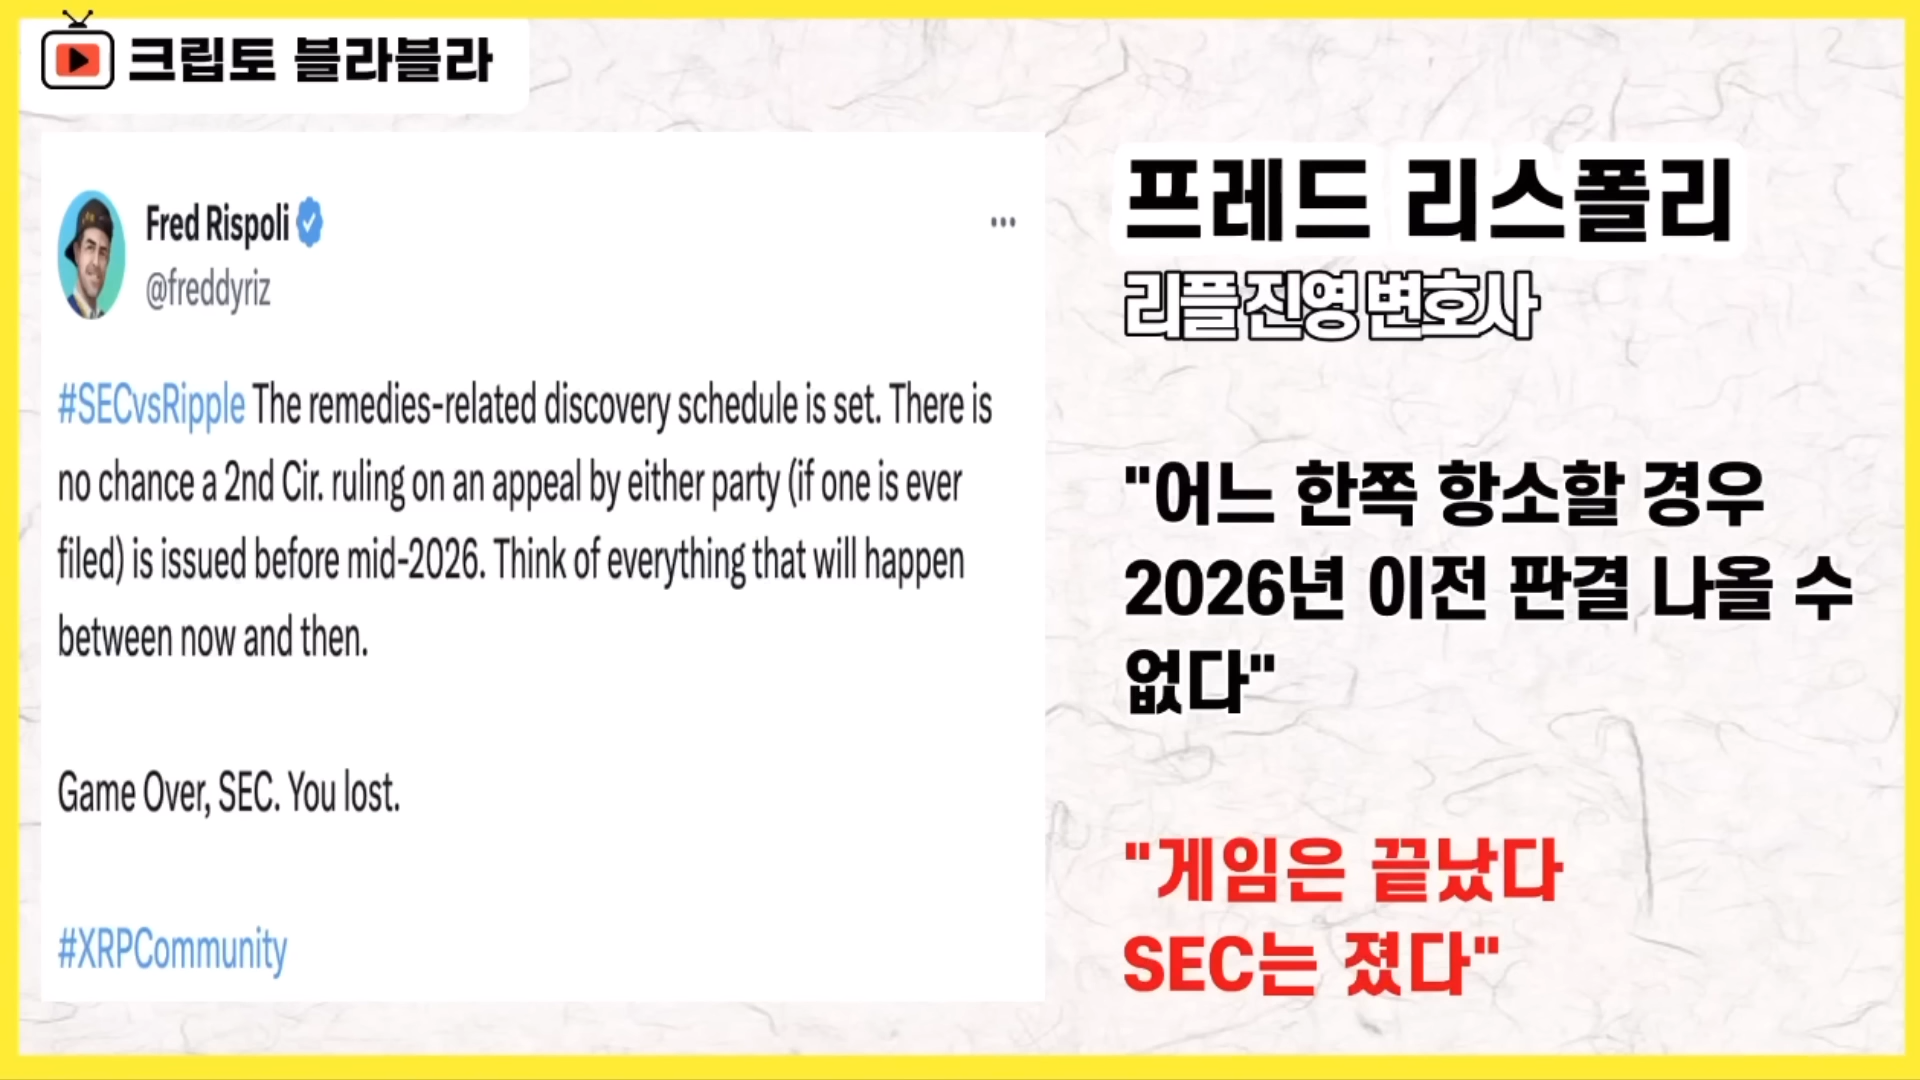 크립토 블라블라
Fred Rispoli
@freddyriz
#SECvsRipple The remedies-related discovery schedule is set. There is
no chance a 2nd Cir. ruling on an appeal by either party (if one is ever
filed) is issued before mid-2026. Think of everything that will happen
between now and then.
Game Over, SEC. You lost.
#XRPCommunity
프레드 리스폴리
리플 진영 변호사
"어느 한쪽 항소할 경우
2026년 이전 판결 나올 수
없다"
"게임은 끝났다
SEC는 졌다"